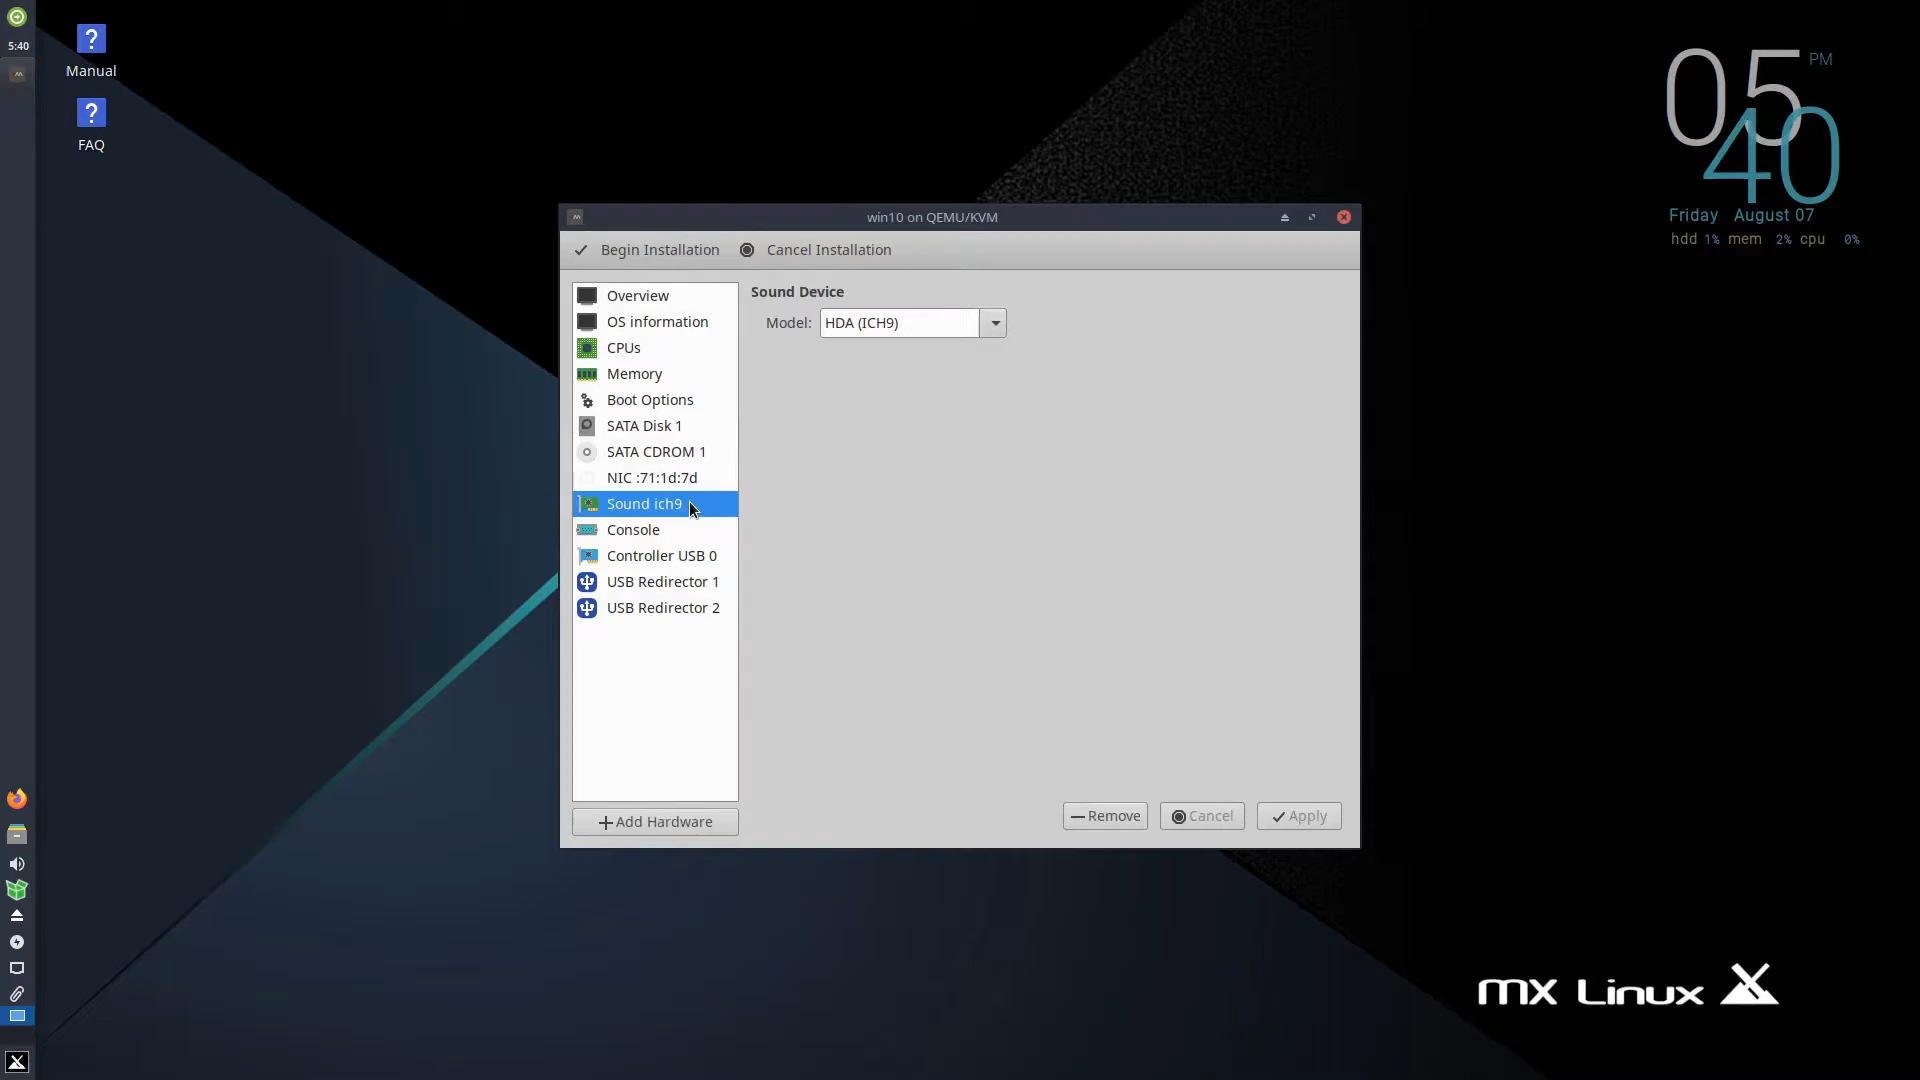 5:40
Manual
FAQ
05 PM
40
Friday August 07
hdd 1% mem 2% cpu 0%
win10 on QEMU/KVM
Begin Installation
Cancel Installation
Overview
OS information
CPUs
Memory
Boot Options
SATA Disk 1
SATA CDROM 1
NIC :71:1d:7d
Sound ich9
Console
Controller USB 0
USB Redirector 1
USB Redirector 2
Add Hardware
Sound Device
Model: HDA (ICH9)
Remove
Cancel
Apply
MX Linux